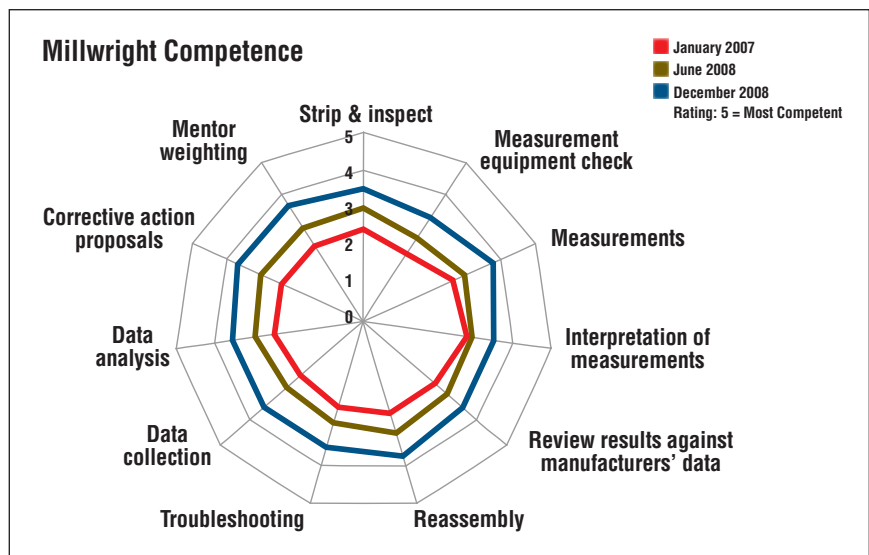 Millwright Competence
January 2007
June 2008
December 2008
Rating: 5 = Most Competent
Strip & inspect
Measurement
equipment check
Measurements
Interpretation of
measurements
Review results against
manufacturers’ data
Reassembly
Troubleshooting
Data
collection
Data
analysis
Corrective action
proposals
Mentor
weighting
5
4
3
2
1
0